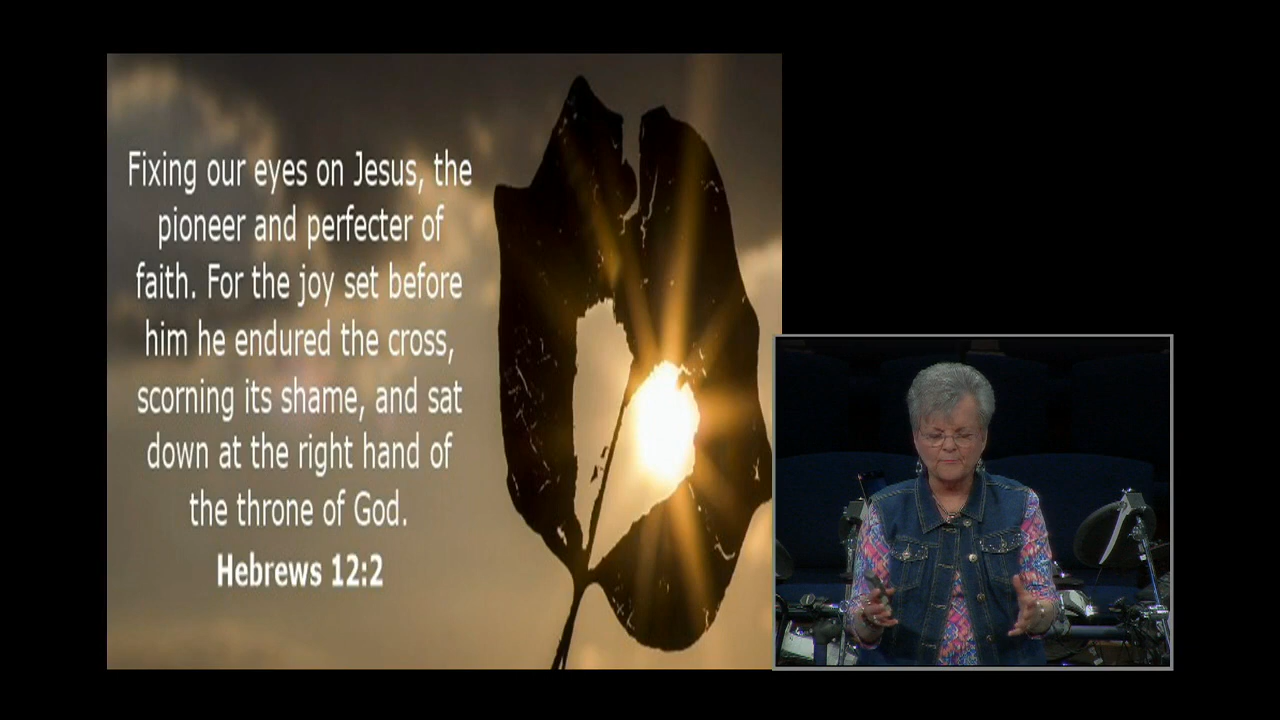 Fixing our eyes on Jesus, the
pioneer and perfecter of
faith. For the joy set before
him he endured the cross,
scorning its shame, and sat
down at the right hand of
the throne of God.
Hebrews 12:2